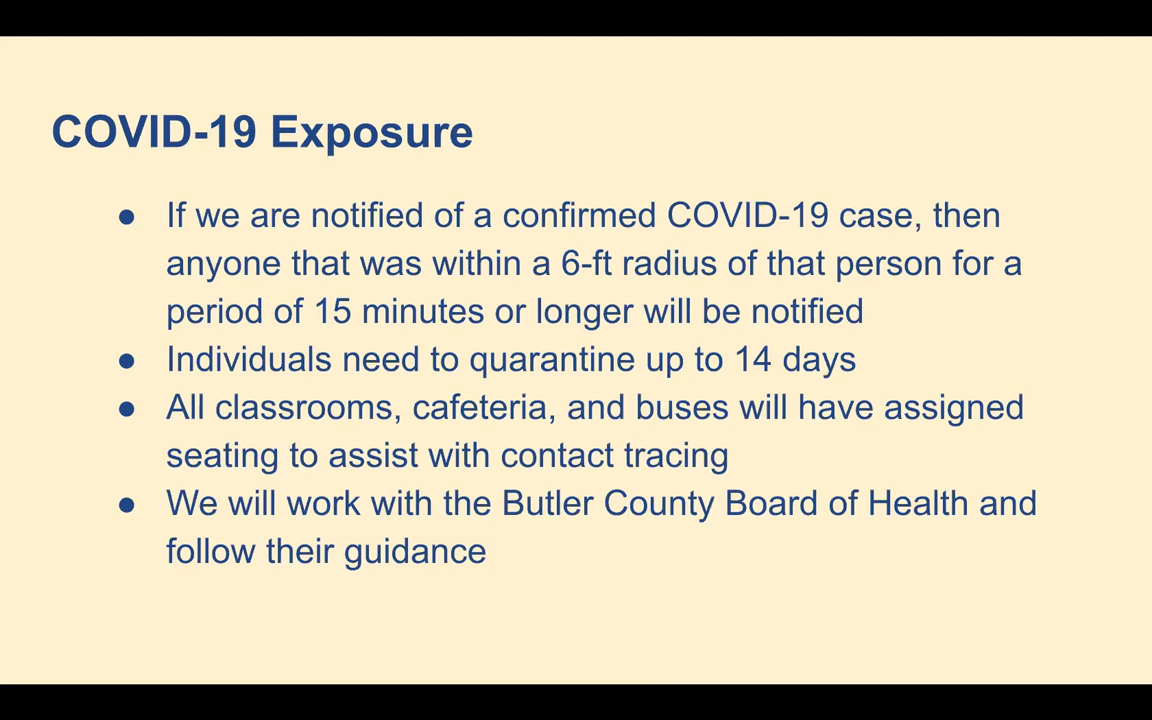 COVID-19 Exposure
● If we are notified of a confirmed COVID-19 case, then
anyone that was within a 6-ft radius of that person for a
period of 15 minutes or longer will be notified
● Individuals need to quarantine up to 14 days
● All classrooms, cafeteria, and buses will have assigned
seating to assist with contact tracing
● We will work with the Butler County Board of Health and
follow their guidance